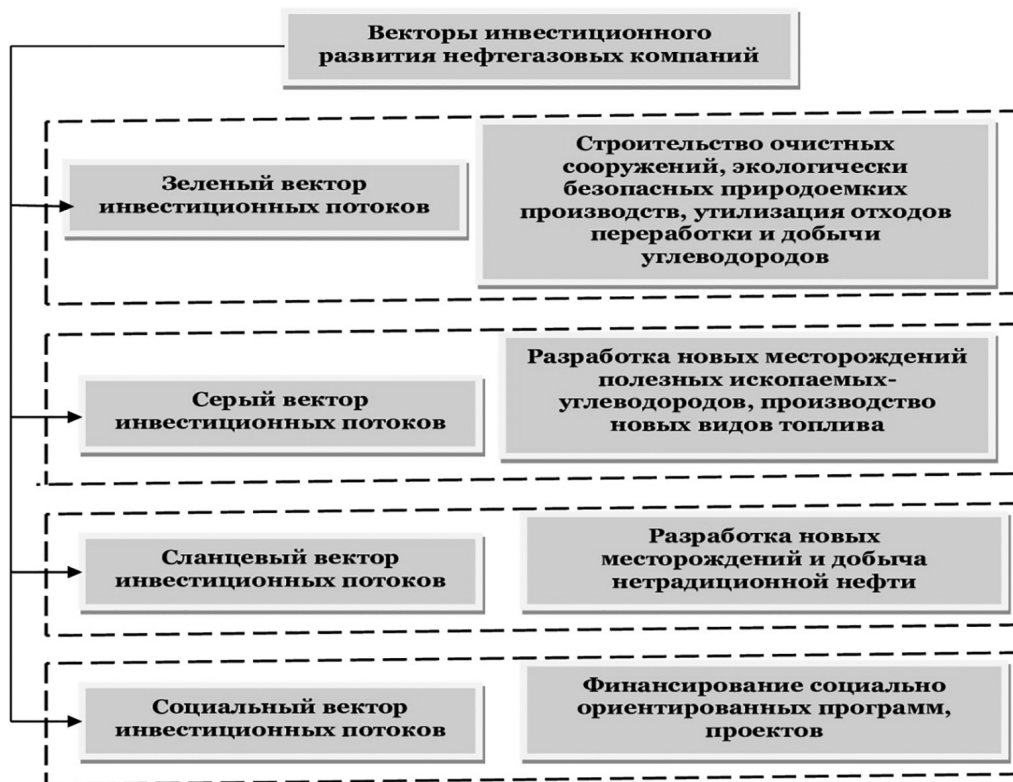 Векторы инвестиционного
развития нефтегазовых компаний
Зеленый вектор
инвестиционных потоков
Строительство очистных
сооружений, экологически
безопасных природоемких
производств, утилизация отходов
переработки и добычи
углеводородов
Серый вектор
инвестиционных потоков
Разработка новых месторождений
полезных ископаемых-
углеводородов, производство
новых видов топлива
Сланцевый вектор
инвестиционных потоков
Разработка новых
месторождений и добыча
нетрадиционной нефти
Социальный вектор
инвестиционных потоков
Финансирование социально
ориентированных программ,
проектов